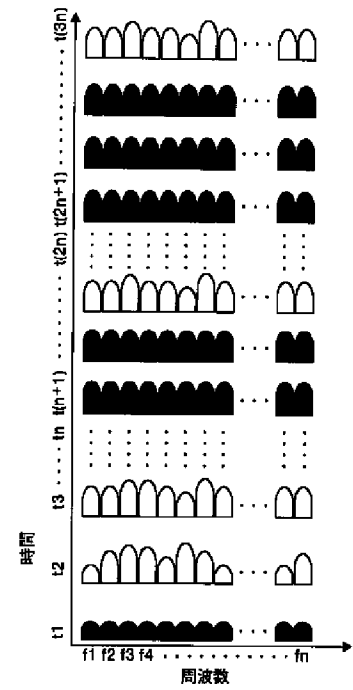 t(3n)
t(2n+1)
t(2n)
t(n+1)
tn
t3
t2
t1
時間
f1 f2 f3 f4 fn
周波数